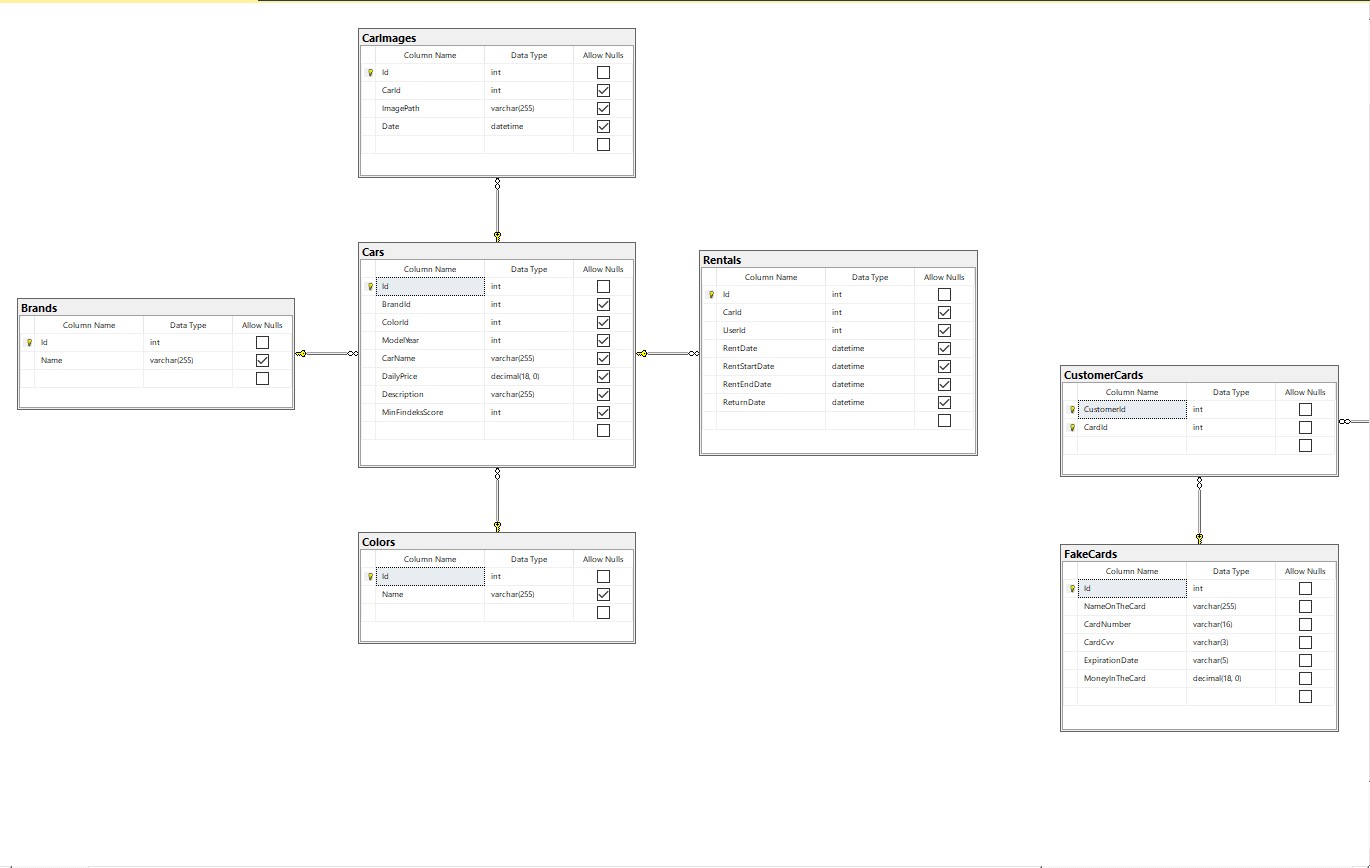 CarImages
Column Name Data Type Allow Nulls
Id int
CarId int
ImagePath varchar(255)
Date datetime
Cars
Column Name Data Type Allow Nulls
Id int
BrandId int
ColorId int
ModelYear int
CarName varchar(255)
DailyPrice decimal(18, 0)
Description varchar(255)
MinFindeksScore int
Rentals
Column Name Data Type Allow Nulls
Id int
CarId int
UserId int
RentDate datetime
RentStartDate datetime
RentEndDate datetime
ReturnDate datetime
Brands
Column Name Data Type Allow Nulls
Id int
Name varchar(255)
CustomerCards
Column Name Data Type Allow Nulls
CustomerId int
CardId int
Colors
Column Name Data Type Allow Nulls
Id int
Name varchar(255)
FakeCards
Column Name Data Type Allow Nulls
Id int
NameOnTheCard varchar(255)
CardNumber varchar(16)
CardCvv varchar(3)
ExpirationDate varchar(5)
MoneyInTheCard decimal(18, 0)